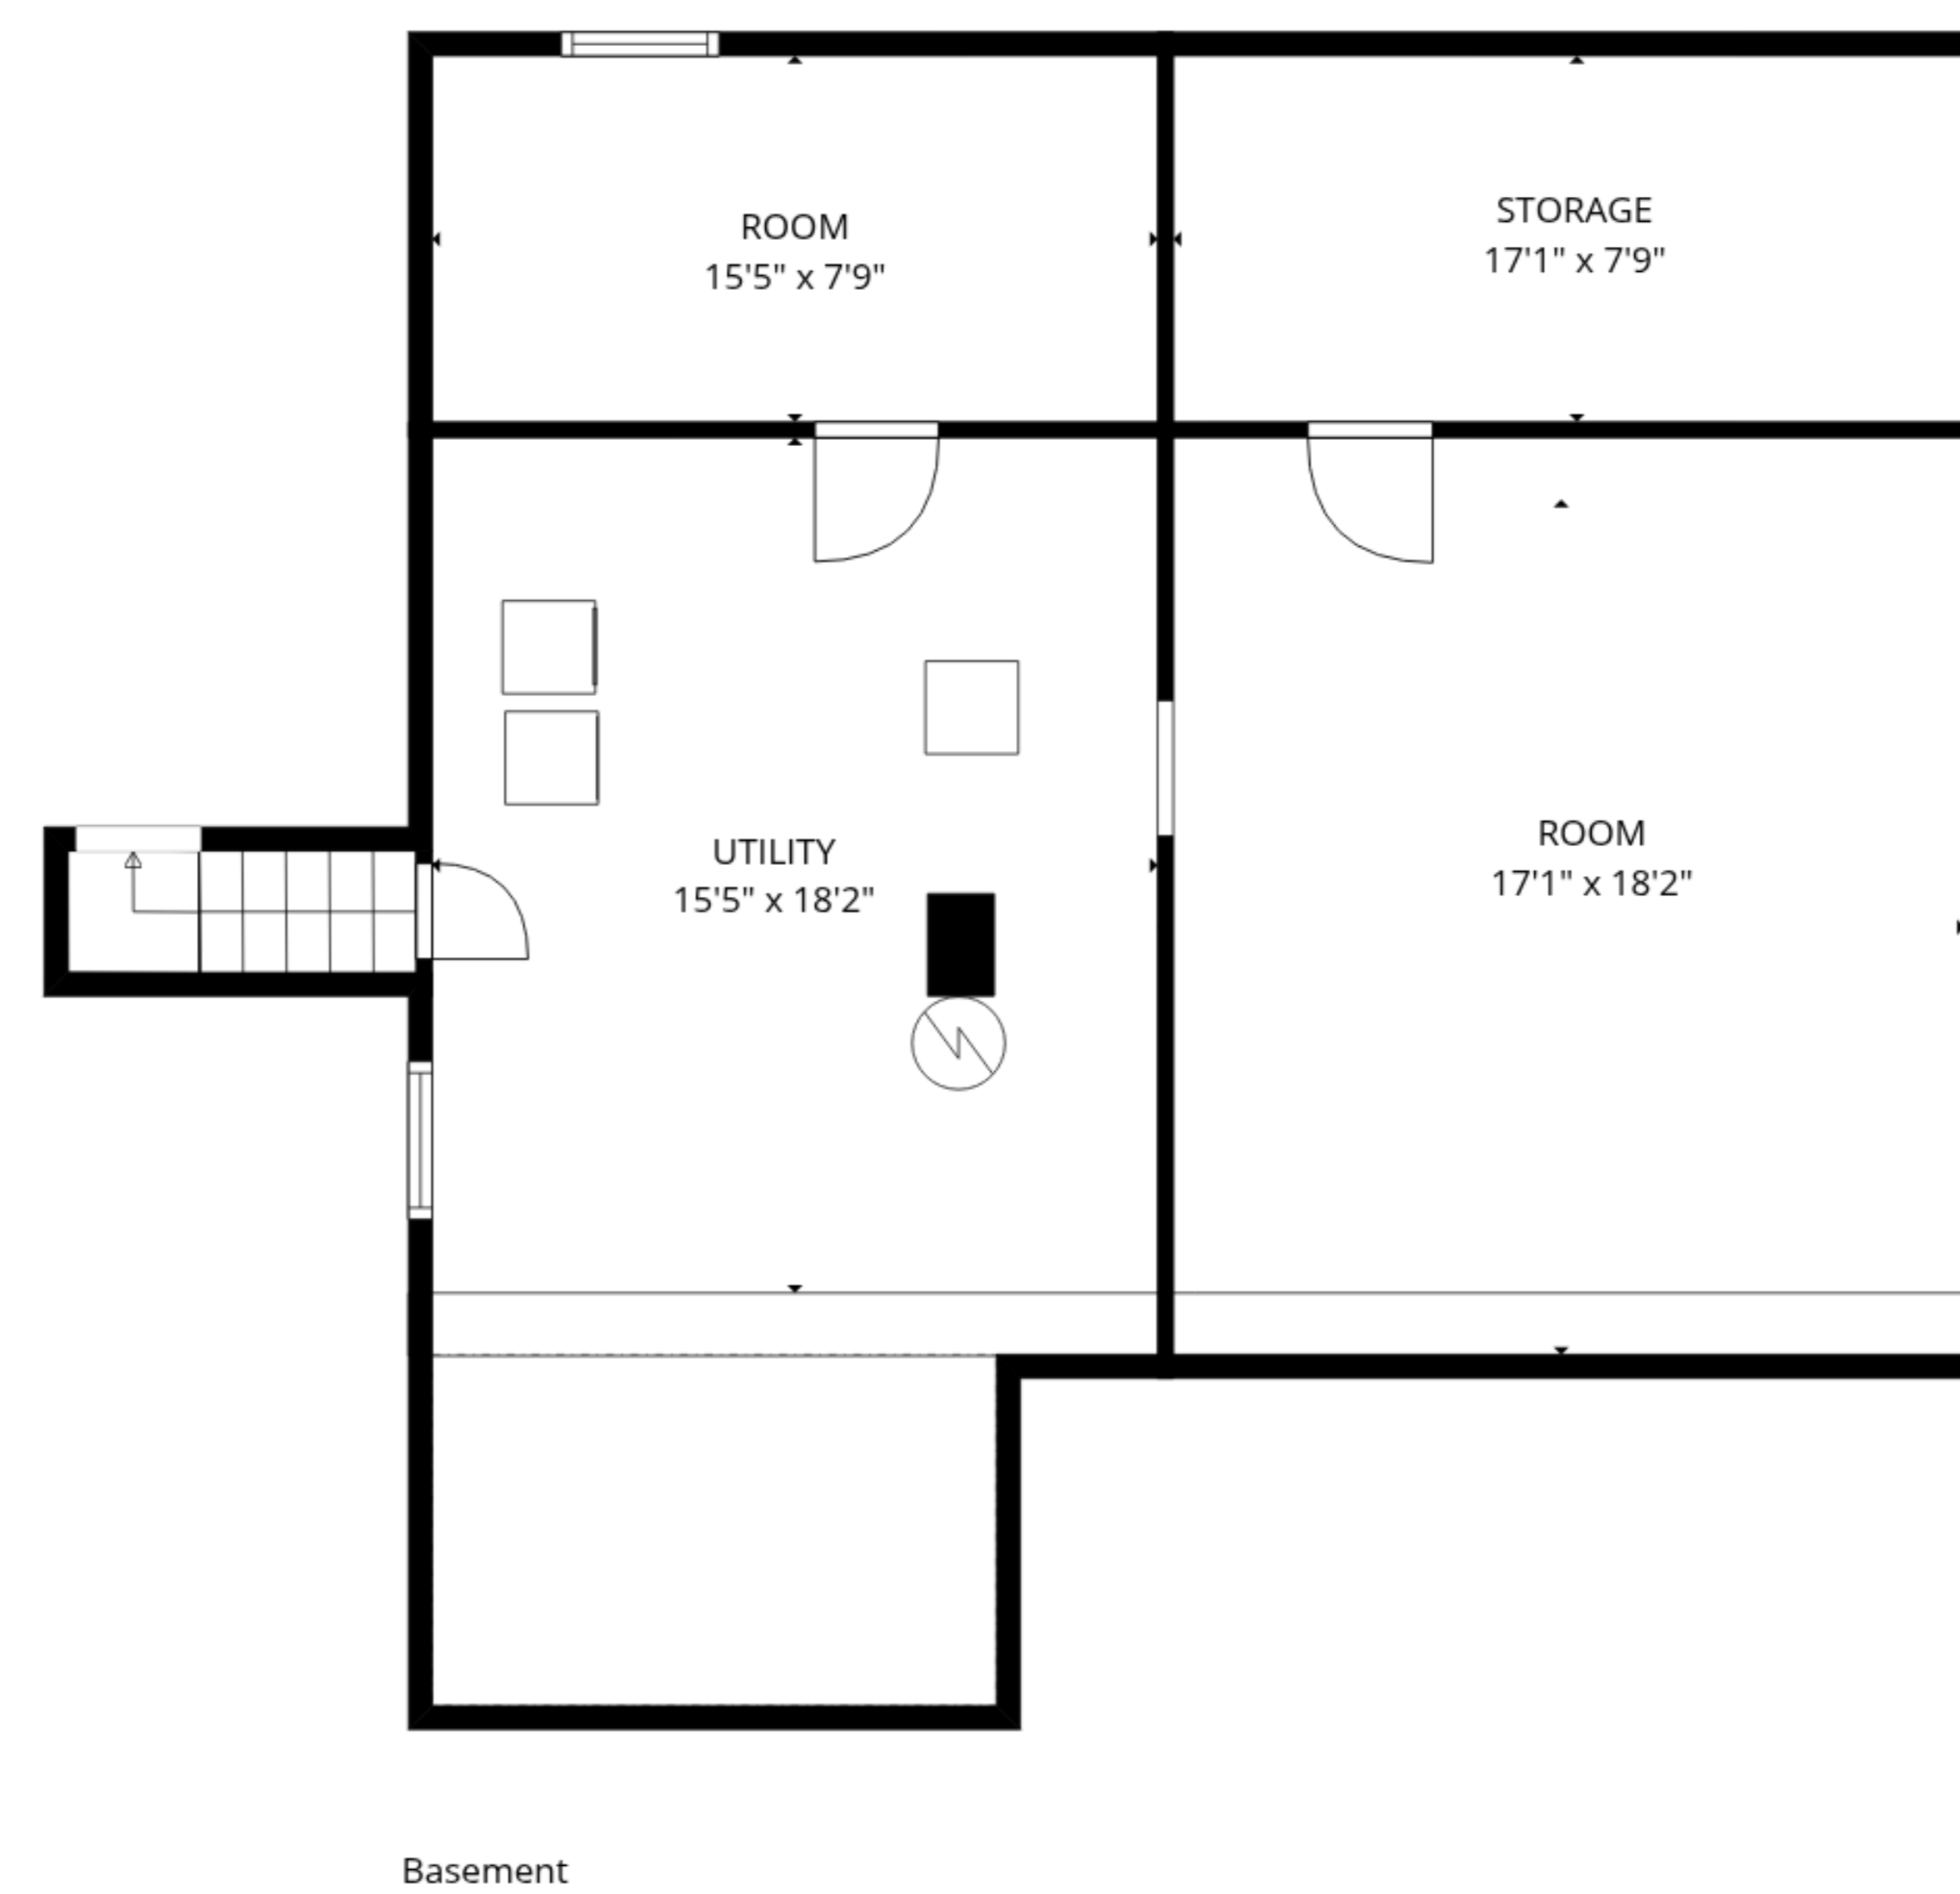 ROOM
15'5" x 7'9"
STORAGE
17'1" x 7'9"
UTILITY
15'5" x 18'2"
ROOM
17'1" x 18'2"
Basement